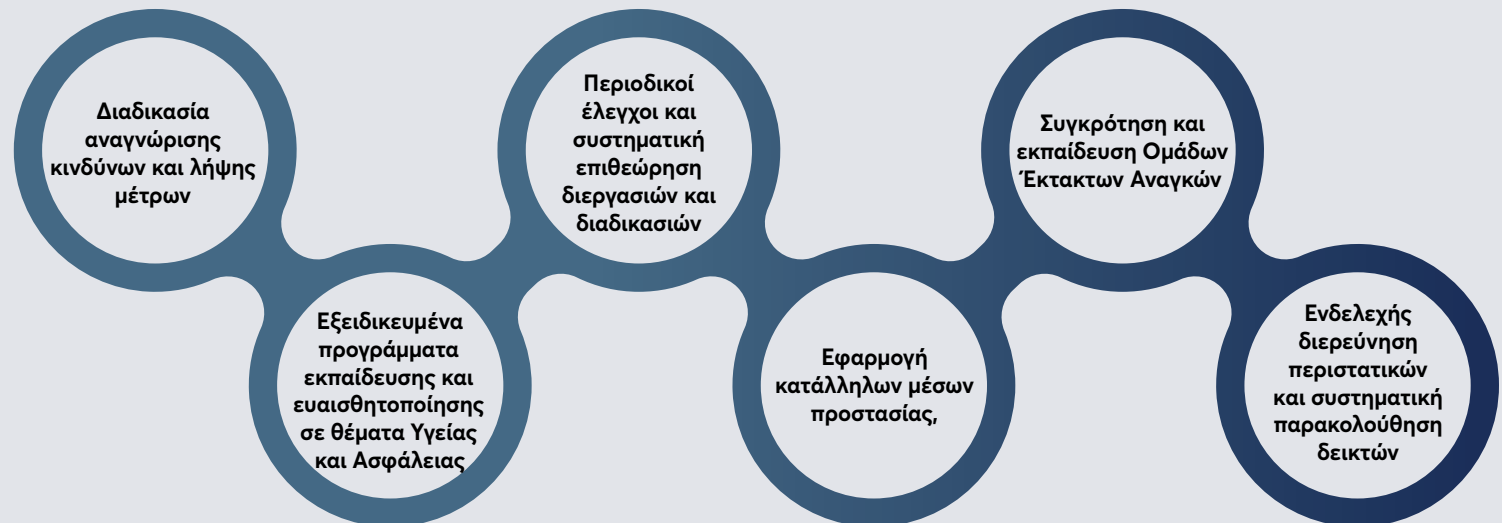 Διαδικασία
αναγνώρισης
κινδύνων και λήψης
μέτρων
Εξειδικευμένα
προγράμματα
εκπαίδευσης και
ευαισθητοποίησης
σε θέματα Υγείας
και Ασφάλειας
Περιοδικοί
έλεγχοι και
συστηματική
επιθεώρηση
διεργασιών και
διαδικασιών
Εφαρμογή
κατάλληλων μέσων
προστασίας,
Συγκρότηση και
εκπαίδευση Ομάδων
Έκτακτων Αναγκών
Ενδελεχής
διερεύνηση
περιστατικών
και συστηματική
παρακολούθηση
δεικτών